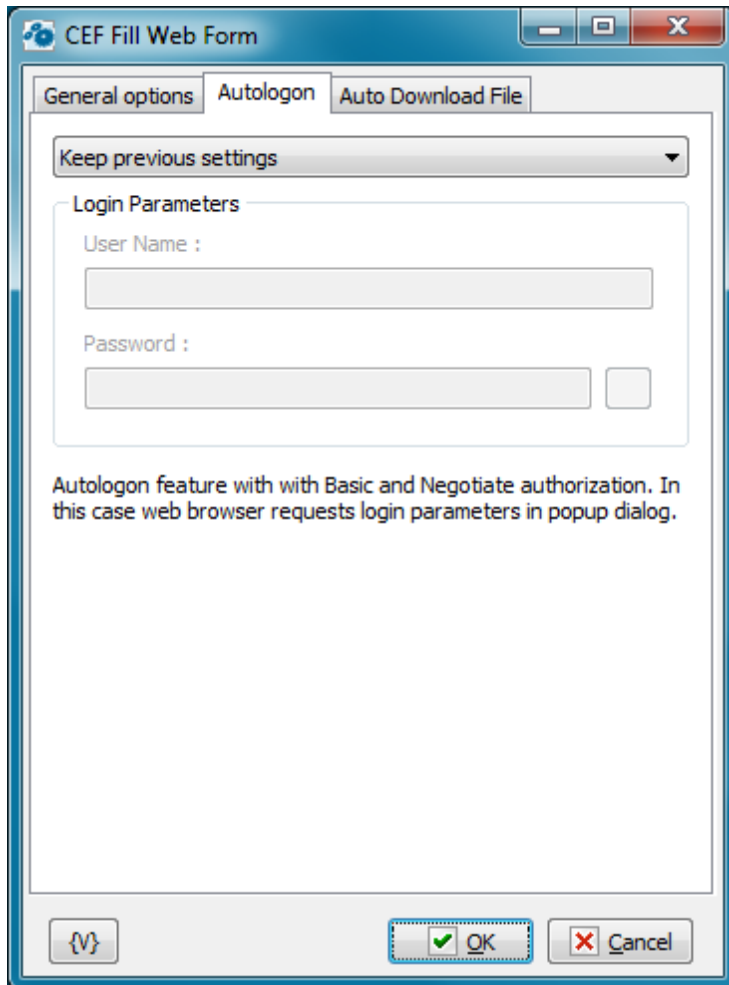 CEF Fill Web Form
General options
Autologon
Auto Download File
Keep previous settings
Login Parameters
User Name :
Password :
Autologon feature with with Basic and Negotiate authorization. In
this case web browser requests login parameters in popup dialog.
{V}
OK
Cancel